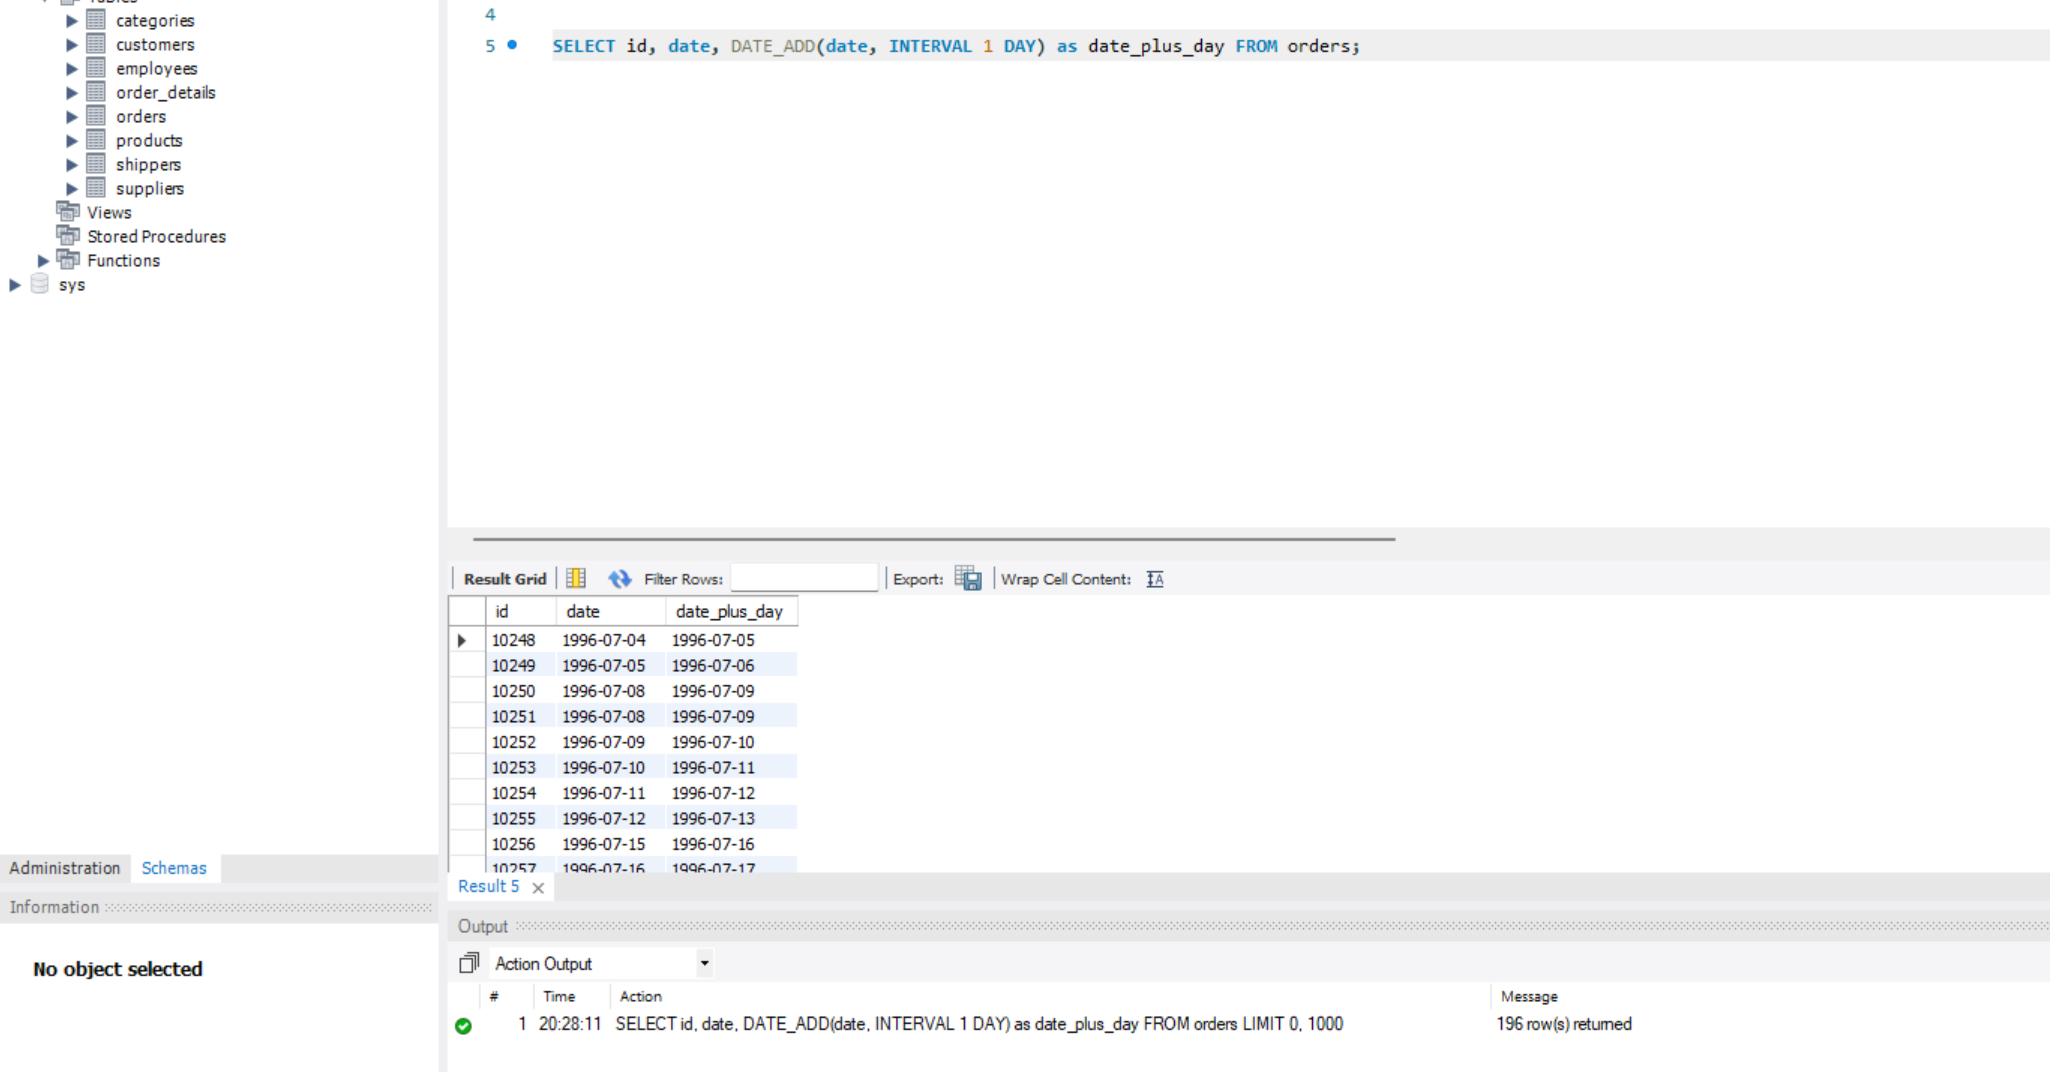 Tables
categories
customers
employees
order_details
orders
products
shippers
suppliers
Views
Stored Procedures
Functions
sys
Administration Schemas
Information
No object selected
4
5 SELECT id, date, DATE_ADD(date, INTERVAL 1 DAY) as date_plus_day FROM orders;
Result Grid Filter Rows: Export: Wrap Cell Content:
id date date_plus_day
10248 1996-07-04 1996-07-05
10249 1996-07-05 1996-07-06
10250 1996-07-08 1996-07-09
10251 1996-07-08 1996-07-09
10252 1996-07-09 1996-07-10
10253 1996-07-10 1996-07-11
10254 1996-07-11 1996-07-12
10255 1996-07-12 1996-07-13
10256 1996-07-15 1996-07-16
10257 1996-07-16 1996-07-17
Result 5
Output
Action Output
# Time Action Message
1 20:28:11 SELECT id, date, DATE_ADD(date, INTERVAL 1 DAY) as date_plus_day FROM orders LIMIT 0, 1000 196 row(s) returned